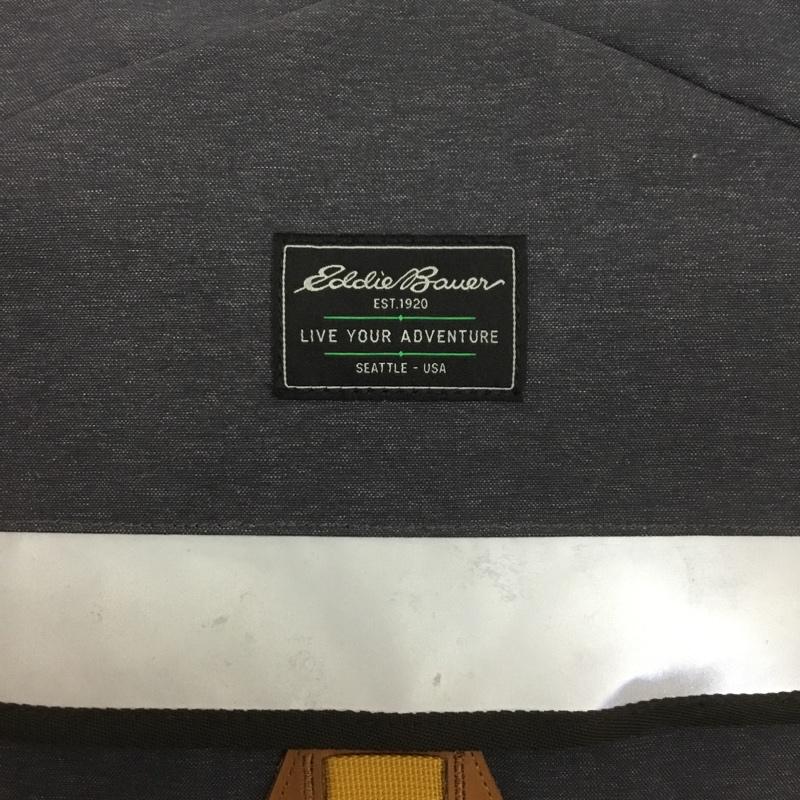 Eddie Bauer
EST.1920
LIVE YOUR ADVENTURE
SEATTLE - USA